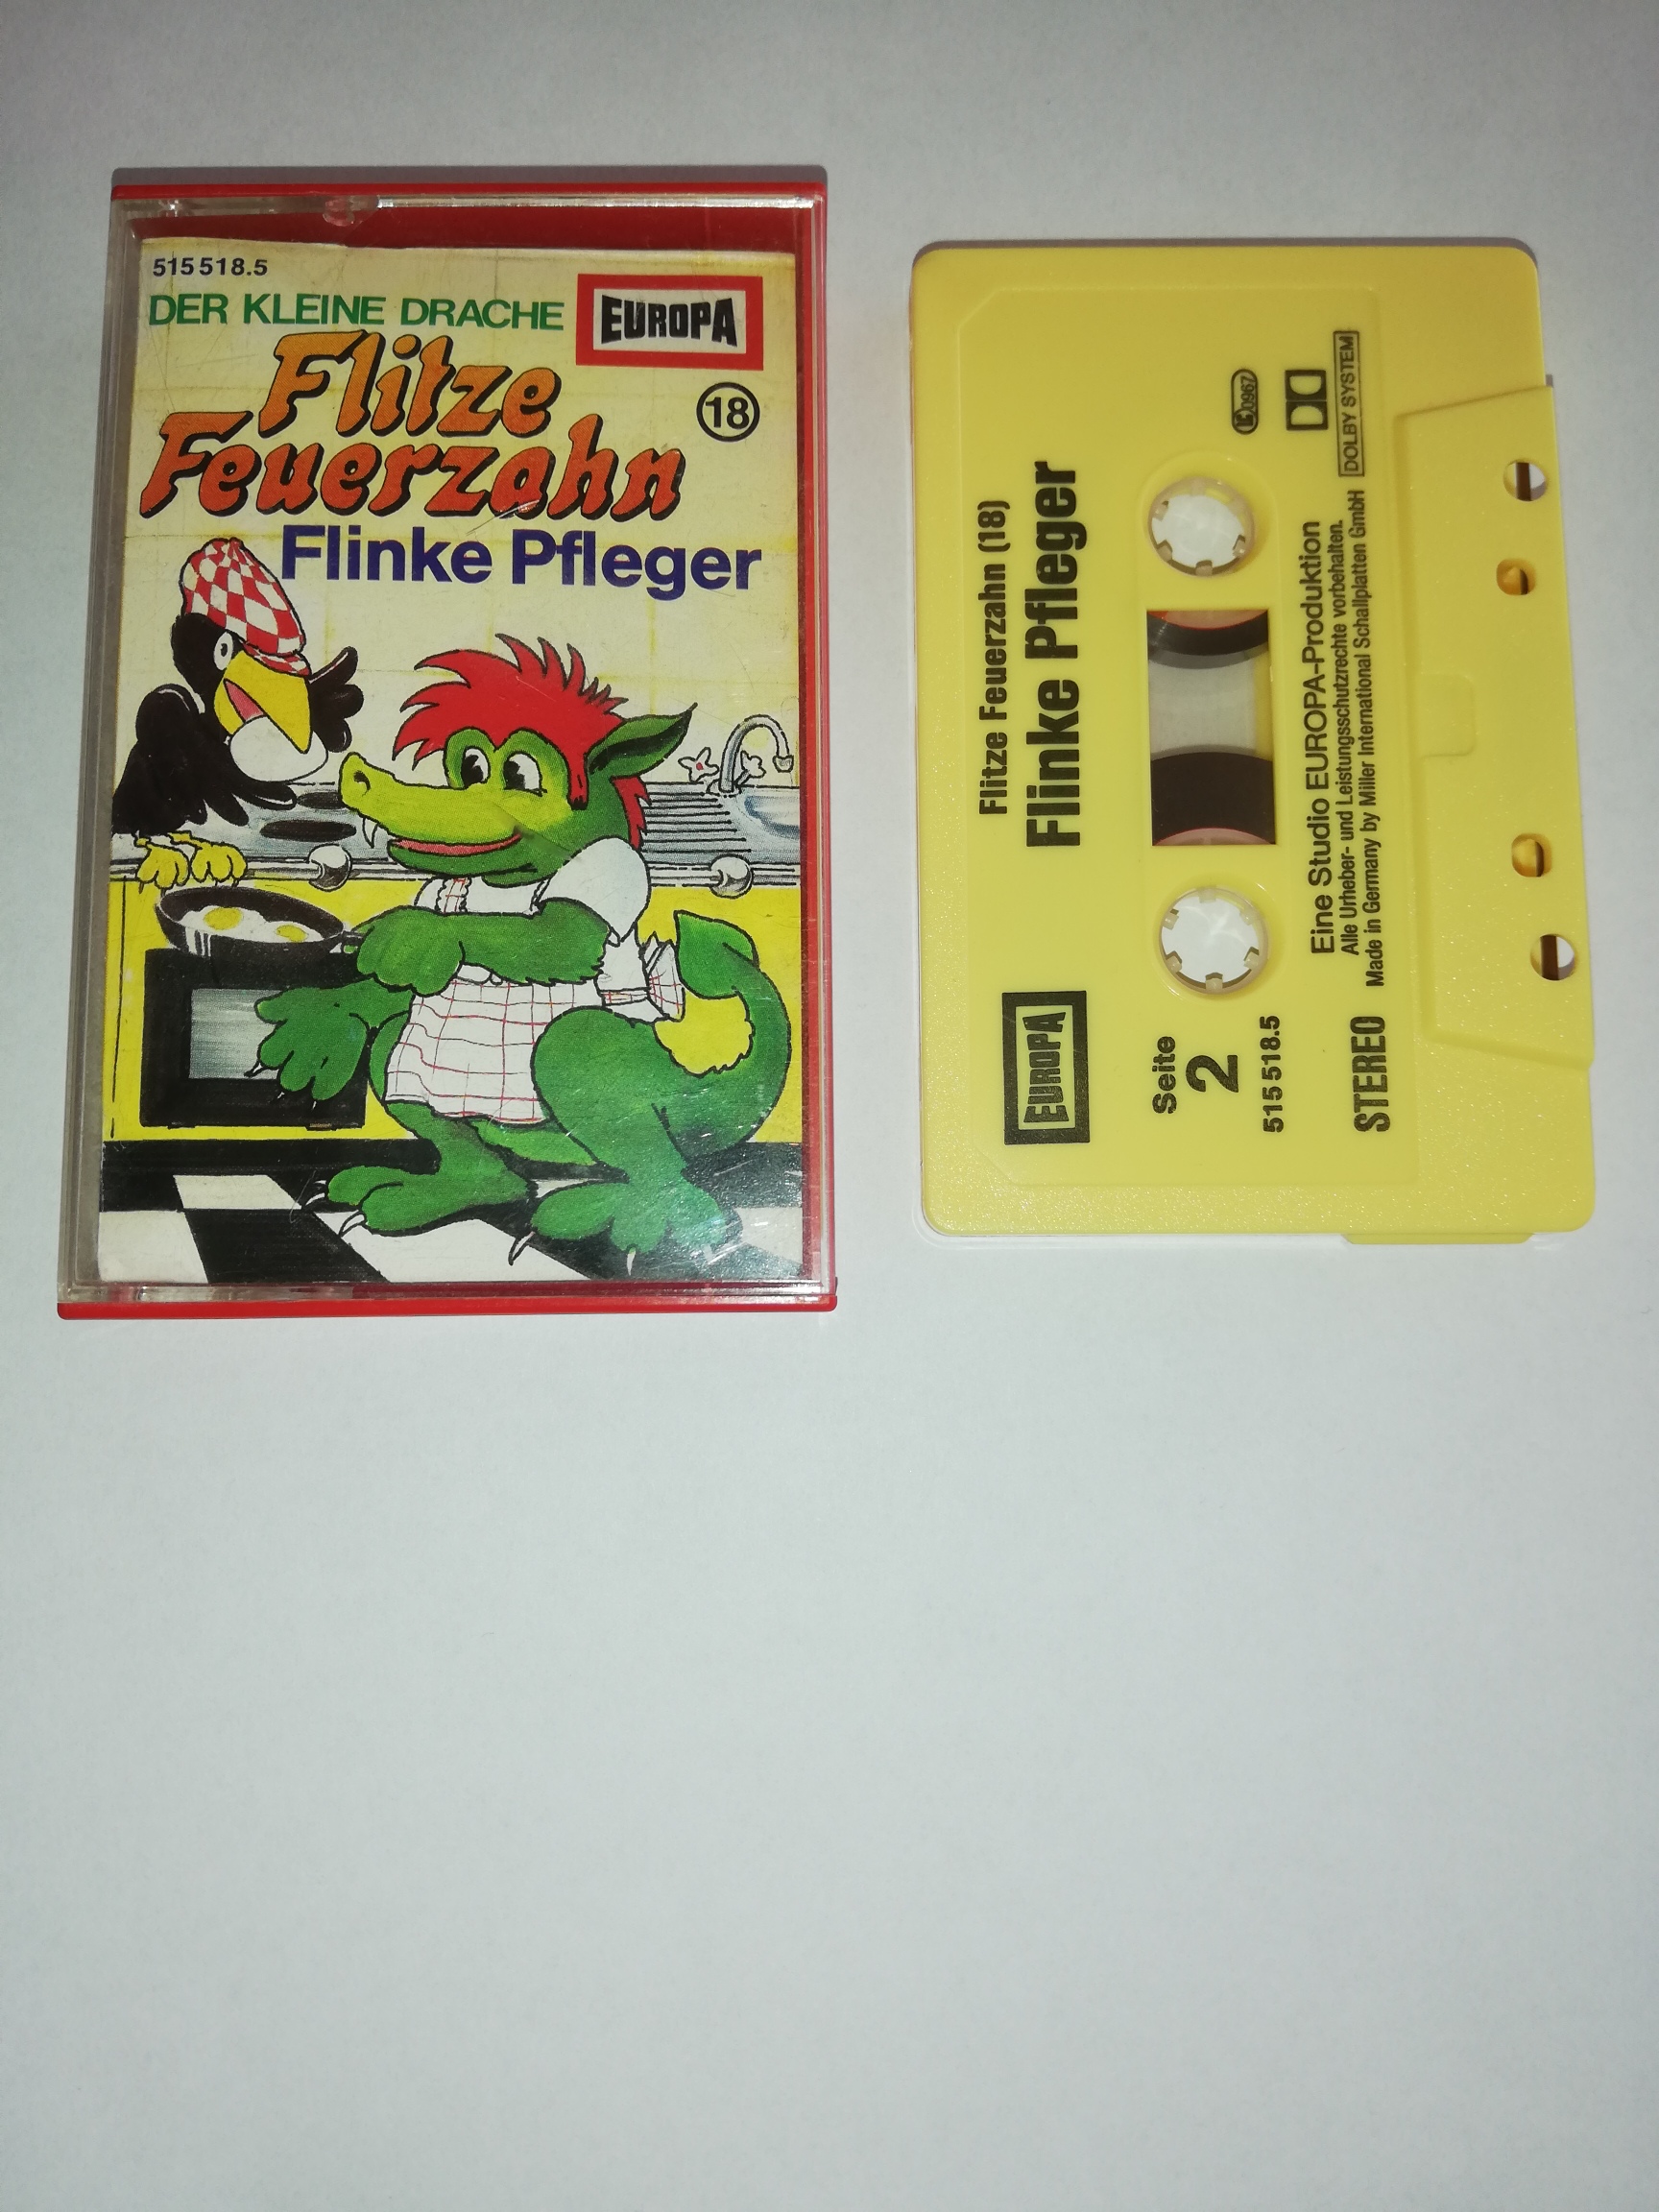 515 518.5
DER KLEINE DRACHE
EUROPA
Flitze
Feuerzahn
18
Flinke Pfleger
Flitze Feuerzahn (18)
Flinke Pfleger
EUROPA
Seite
2
515 518.5
STEREO
LC 0967
Eine Studio EUROPA-Produktion
Alle Urheber- und Leistungsschutzrechte vorbehalten.
Made in Germany by Miller International Schallplatten GmbH
DOLBY SYSTEM